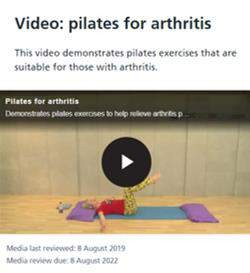 Video: pilates for arthritis
This video demonstrates pilates exercises that are
suitable for those with arthritis.
Pilates for arthritis
Demonstrates pilates exercises to help relieve arthritis p...
Media last reviewed: 8 August 2019
Media review due: 8 August 2022